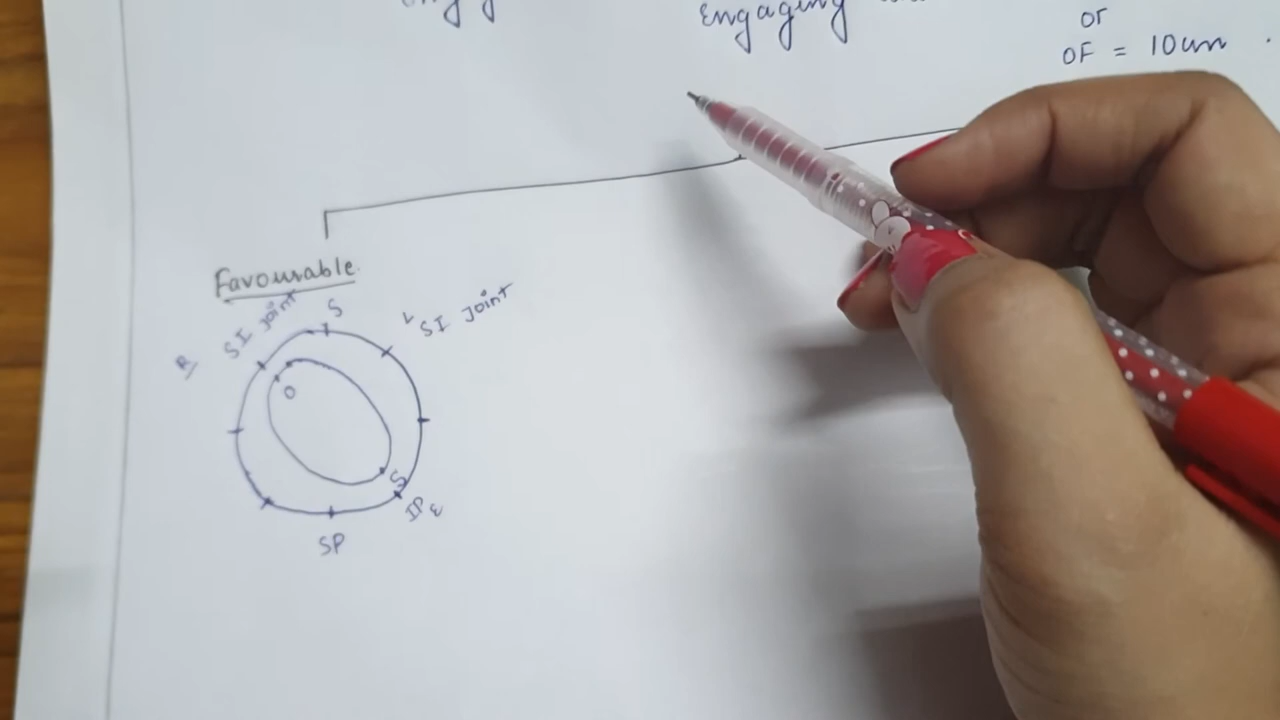 Engaging
or
OF = 10cm
Favourable
S
SI joint
L
SI joint
R
O
S
IPE
SP